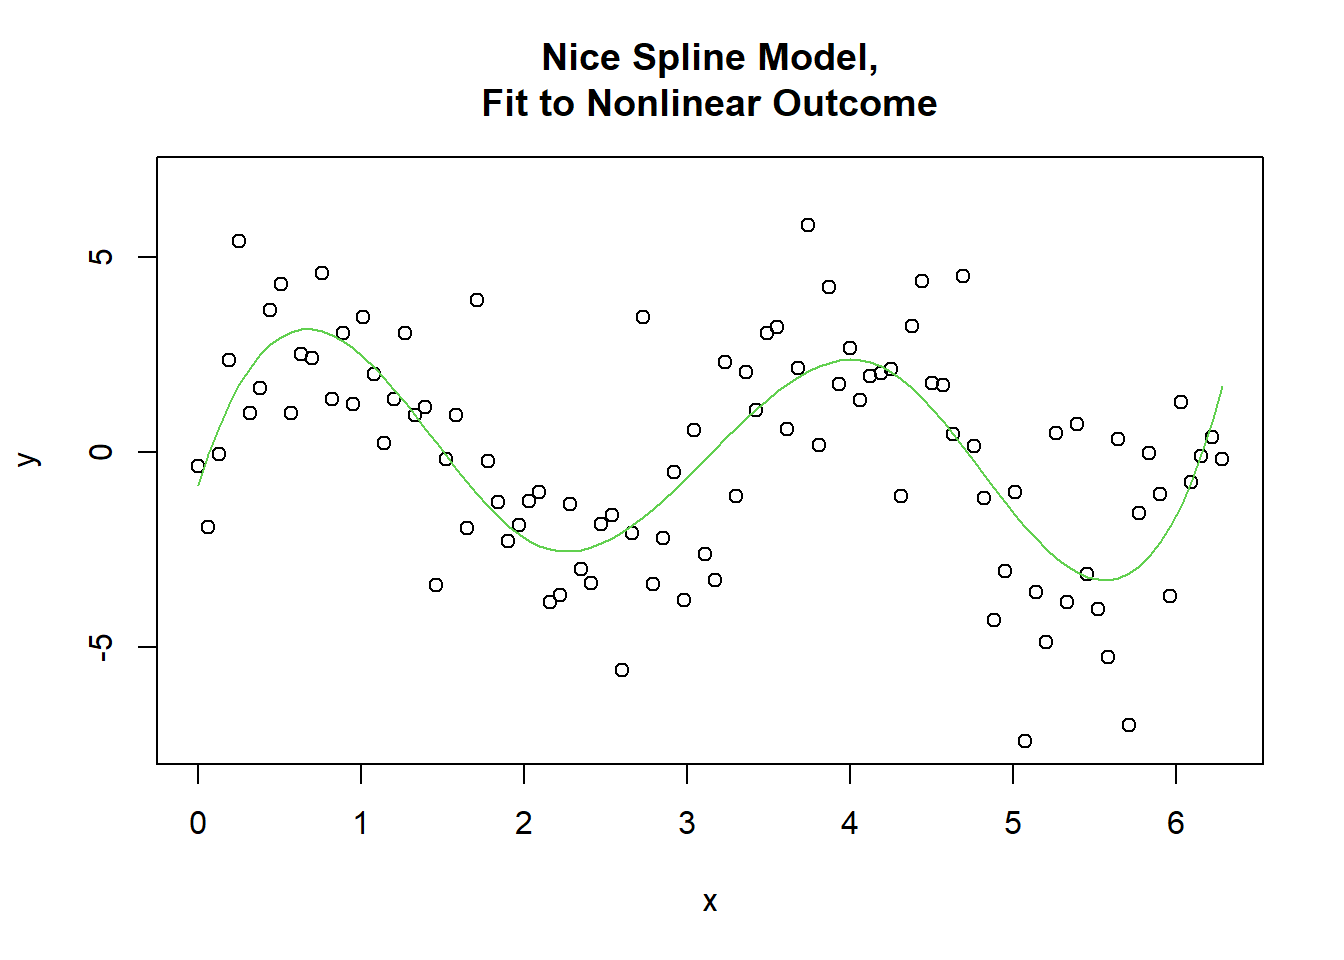 Nice Spline Model,
Fit to Nonlinear Outcome
5
0
-5
y
0 1 2 3 4 5 6
x